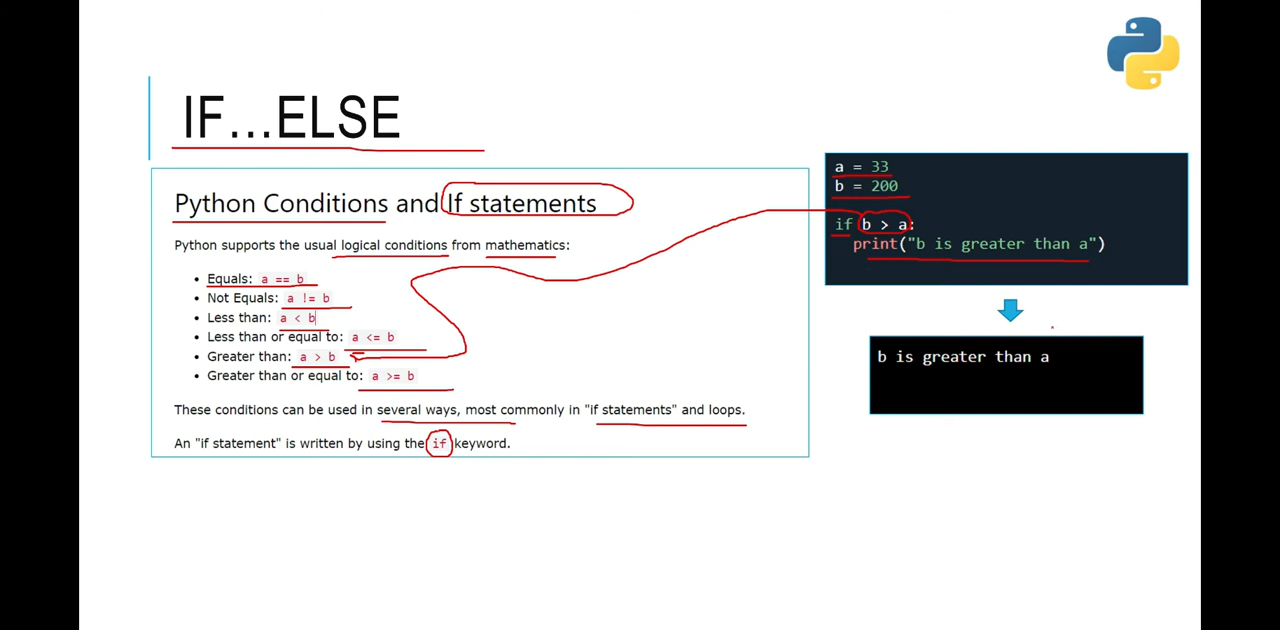 IF...ELSE
Python Conditions and If statements
Python supports the usual logical conditions from mathematics:
• Equals: a == b
• Not Equals: a != b
• Less than: a < b
• Less than or equal to: a <= b
• Greater than: a > b
• Greater than or equal to: a >= b
These conditions can be used in several ways, most commonly in "if statements" and loops.
An "if statement" is written by using the if keyword.
a = 33
b = 200
if b > a:
print("b is greater than a")
b is greater than a